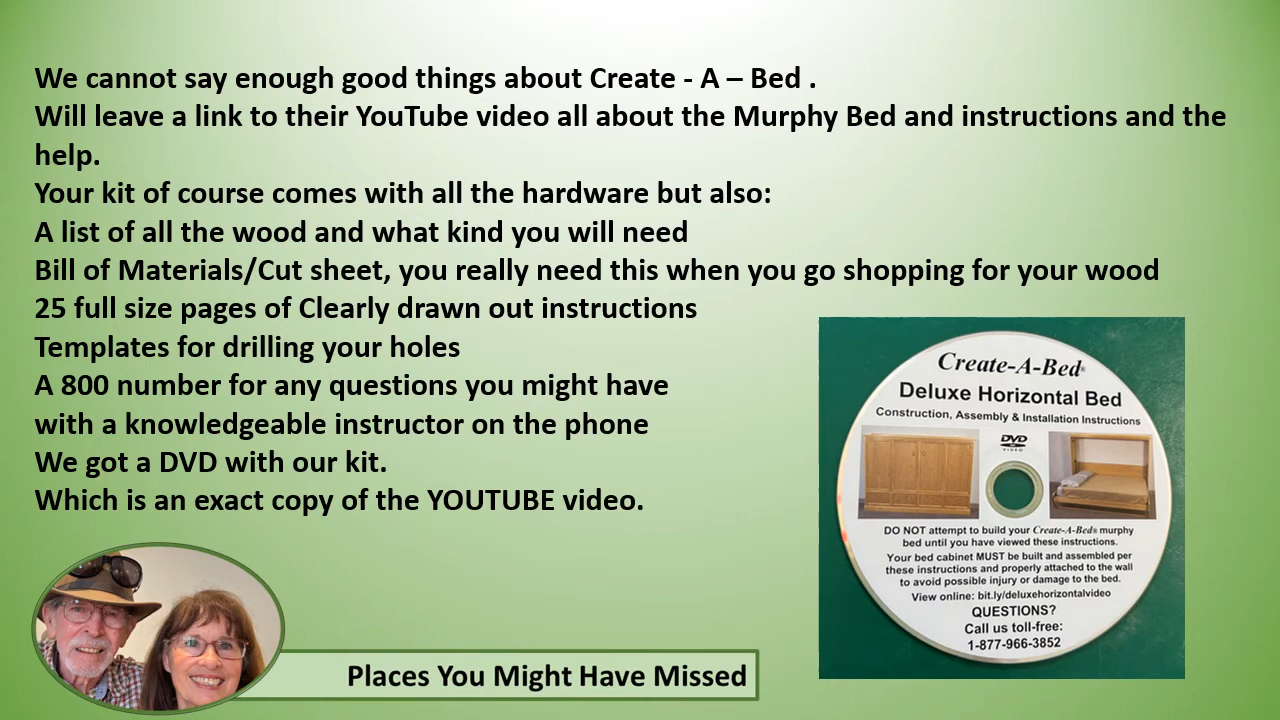 We cannot say enough good things about Create - A – Bed .
Will leave a link to their YouTube video all about the Murphy Bed and instructions and the
help.
Your kit of course comes with all the hardware but also:
A list of all the wood and what kind you will need
Bill of Materials/Cut sheet, you really need this when you go shopping for your wood
25 full size pages of Clearly drawn out instructions
Templates for drilling your holes
A 800 number for any questions you might have
with a knowledgeable instructor on the phone
We got a DVD with our kit.
Which is an exact copy of the YOUTUBE video.
Create-A-Bed®
Deluxe Horizontal Bed
Construction, Assembly & Installation Instructions
DVD
VIDEO
DO NOT attempt to build your Create-A-Bed® murphy
bed until you have viewed these instructions.
Your bed cabinet MUST be built and assembled per
these instructions and properly attached to the wall
to avoid possible injury or damage to the bed.
View online: bit.ly/deluxehorizontalvideo
QUESTIONS?
Call us toll-free:
1-877-966-3852
Places You Might Have Missed